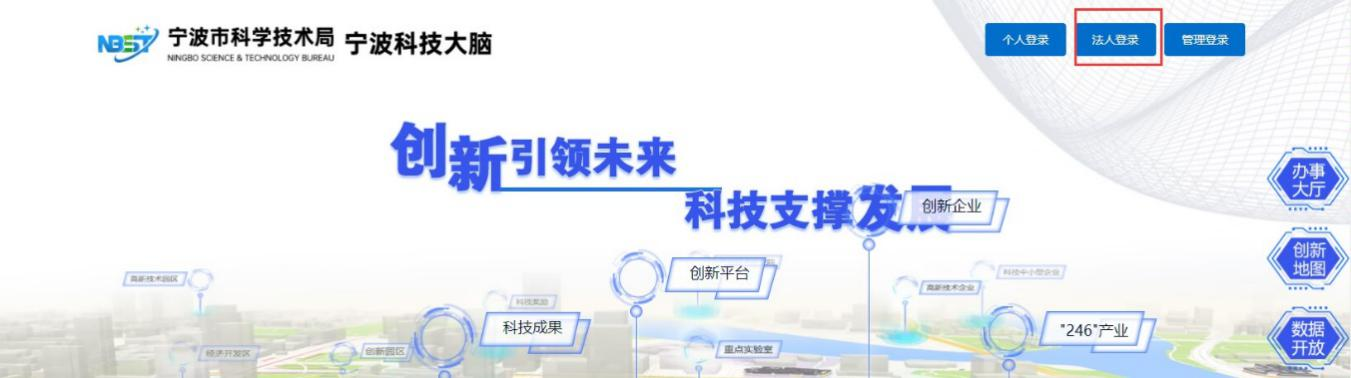 NBST 宁波市科学技术局 宁波科技大脑
NINGBO SCIENCE & TECHNOLOGY BUREAU
个人登录 法人登录 管理登录
创新引领未来
科技支撑发展
办事
大厅
创新企业
创新
地图
创新平台
科技中小型企业
高新技术园区
高新技术企业
科技奖励
科技成果
"246"产业
数据
开放
经济开发区
创新园区
重点实验室